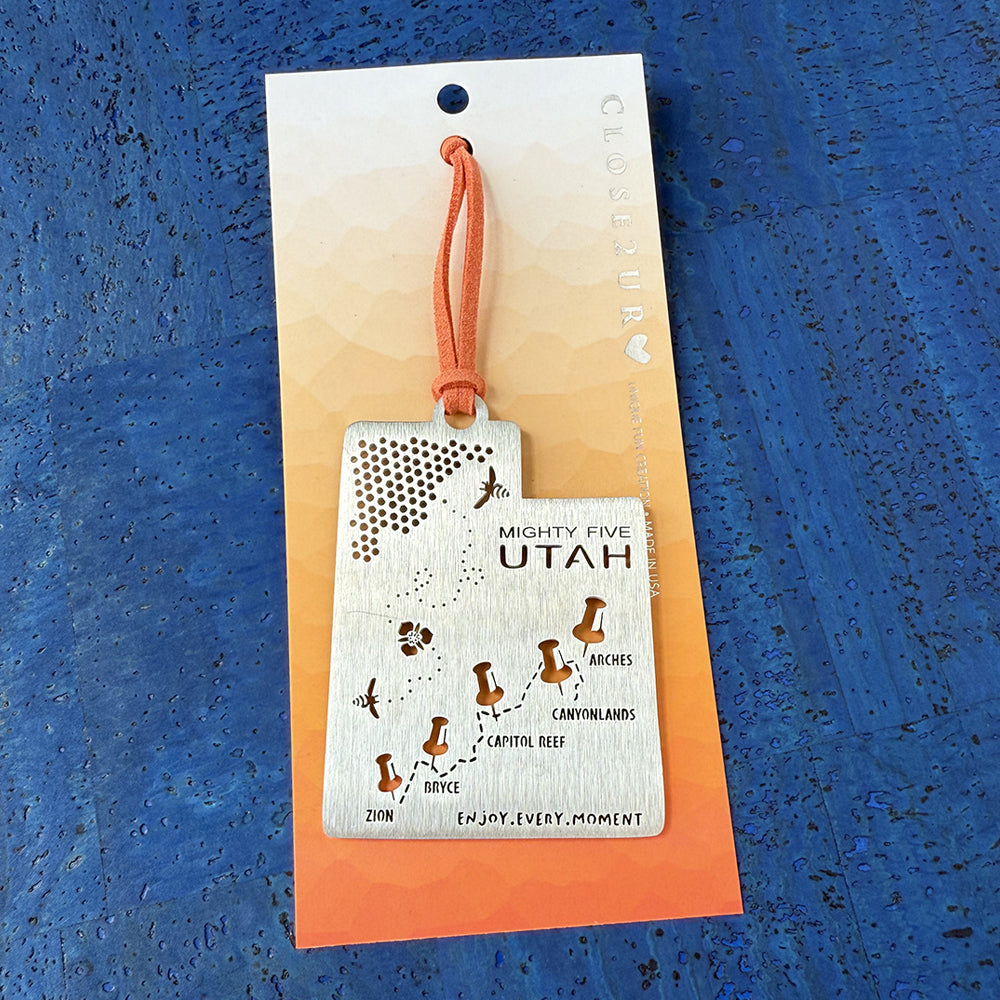 CLOSE2UR
MADE IN USA
MIGHTY FIVE
UTAH
ARCHES
CANYONLANDS
CAPITOL REEF
BRYCE
ZION
ENJOY.EVERY.MOMENT